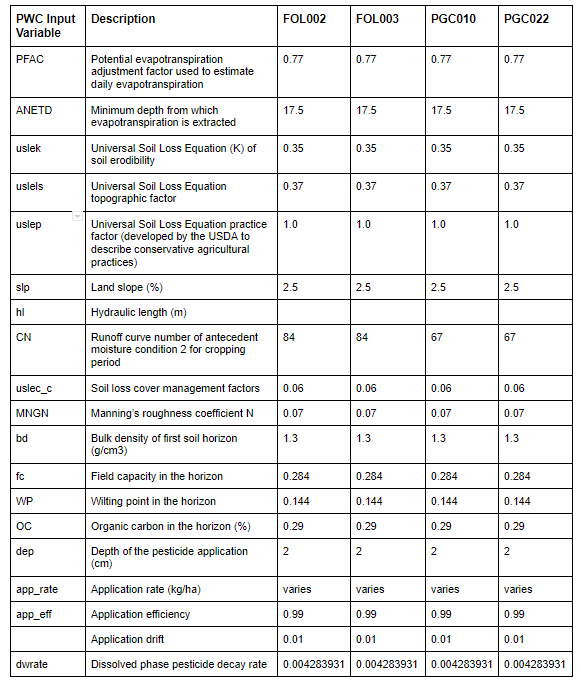 PWC Input Variable | Description | FOL002 | FOL003 | PGC010 | PGC022
PFAC | Potential evapotranspiration adjustment factor used to estimate daily evapotranspiration | 0.77 | 0.77 | 0.77 | 0.77
ANETD | Minimum depth from which evapotranspiration is extracted | 17.5 | 17.5 | 17.5 | 17.5
uslek | Universal Soil Loss Equation (K) of soil erodibility | 0.35 | 0.35 | 0.35 | 0.35
uslels | Universal Soil Loss Equation topographic factor | 0.37 | 0.37 | 0.37 | 0.37
uslep | Universal Soil Loss Equation practice factor (developed by the USDA to describe conservative agricultural practices) | 1.0 | 1.0 | 1.0 | 1.0
slp | Land slope (%) | 2.5 | 2.5 | 2.5 | 2.5
hl | Hydraulic length (m)
CN | Runoff curve number of antecedent moisture condition 2 for cropping period | 84 | 84 | 67 | 67
uslec_c | Soil loss cover management factors | 0.06 | 0.06 | 0.06 | 0.06
MNGN | Manning's roughness coefficient N | 0.07 | 0.07 | 0.07 | 0.07
bd | Bulk density of first soil horizon (g/cm3) | 1.3 | 1.3 | 1.3 | 1.3
fc | Field capacity in the horizon | 0.284 | 0.284 | 0.284 | 0.284
WP | Wilting point in the horizon | 0.144 | 0.144 | 0.144 | 0.144
OC | Organic carbon in the horizon (%) | 0.29 | 0.29 | 0.29 | 0.29
dep | Depth of the pesticide application (cm) | 2 | 2 | 2 | 2
app_rate | Application rate (kg/ha) | varies | varies | varies | varies
app_eff | Application efficiency | 0.99 | 0.99 | 0.99 | 0.99
Application drift | 0.01 | 0.01 | 0.01 | 0.01
dwrate | Dissolved phase pesticide decay rate | 0.004283931 | 0.004283931 | 0.004283931 | 0.004283931